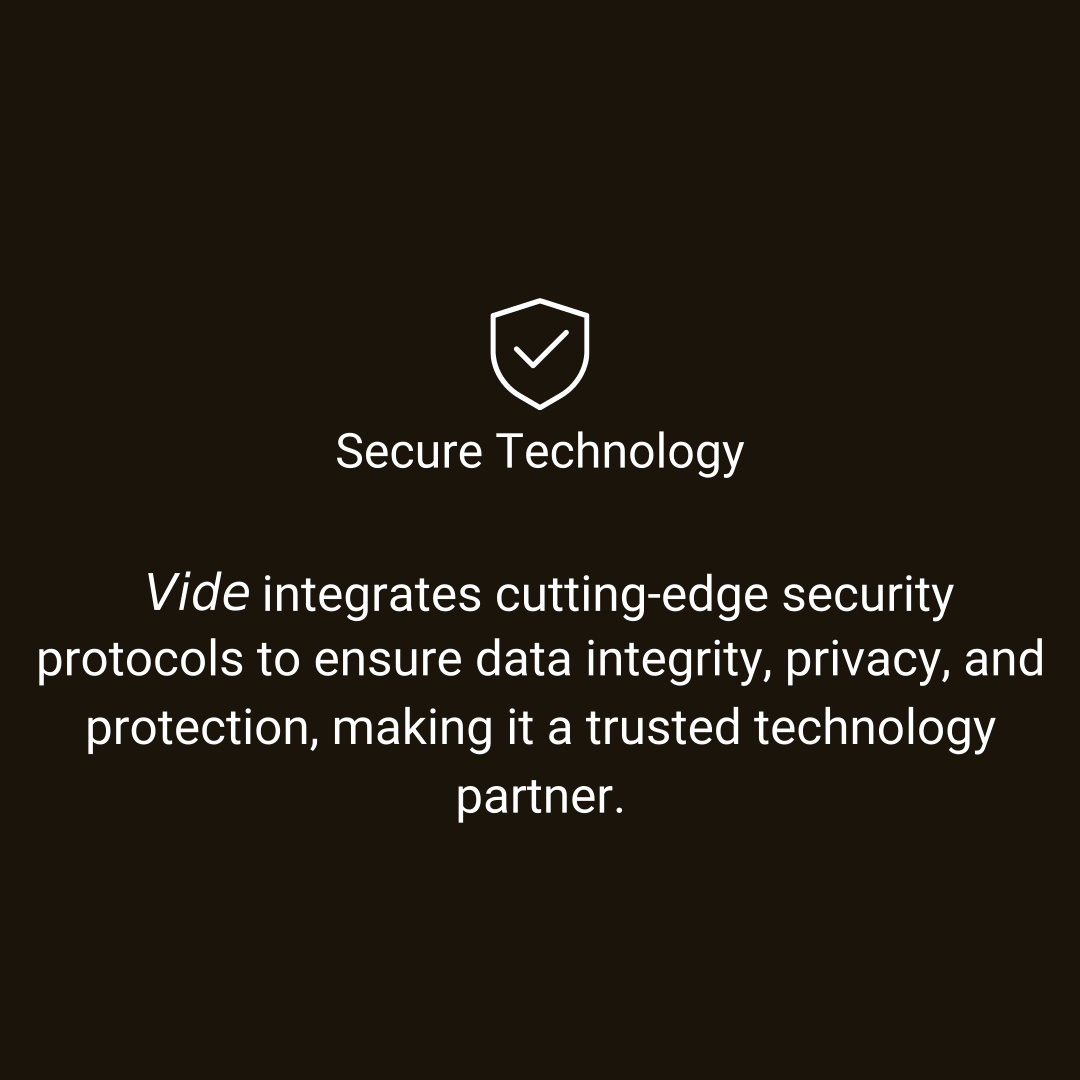 Secure Technology
Vide integrates cutting-edge security
protocols to ensure data integrity, privacy, and
protection, making it a trusted technology
partner.